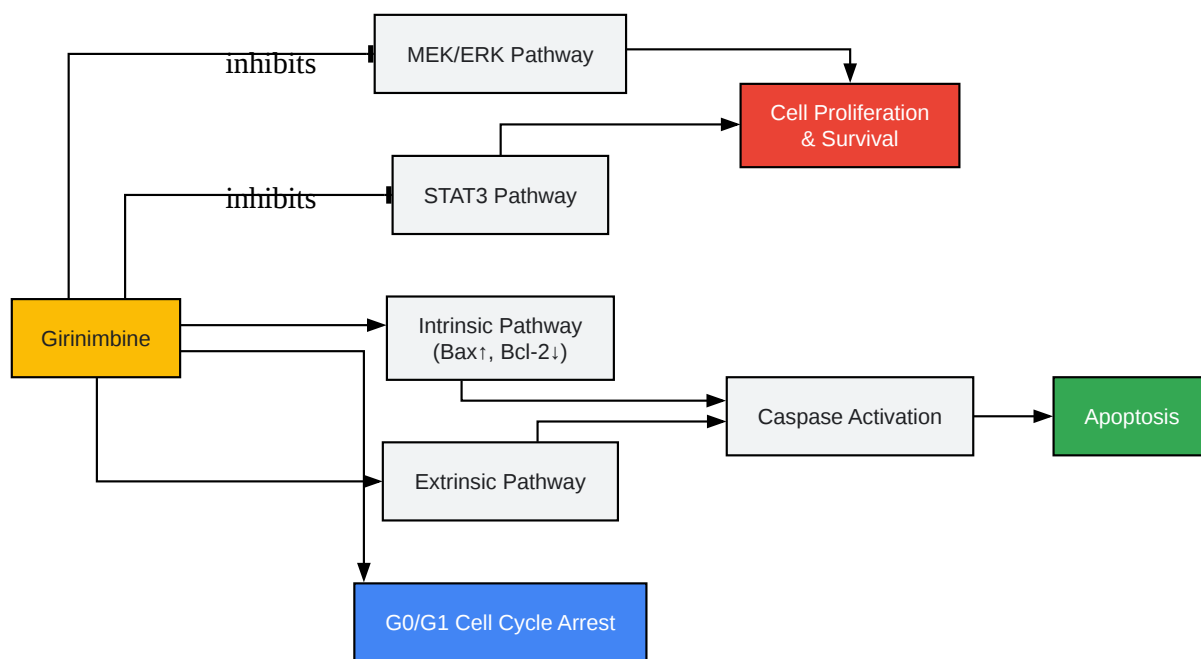 inhibits
MEK/ERK Pathway
Cell Proliferation
& Survival
inhibits
STAT3 Pathway
Girinimbine
Intrinsic Pathway
(Bax↑, Bcl-2↓)
Caspase Activation
Apoptosis
Extrinsic Pathway
G0/G1 Cell Cycle Arrest